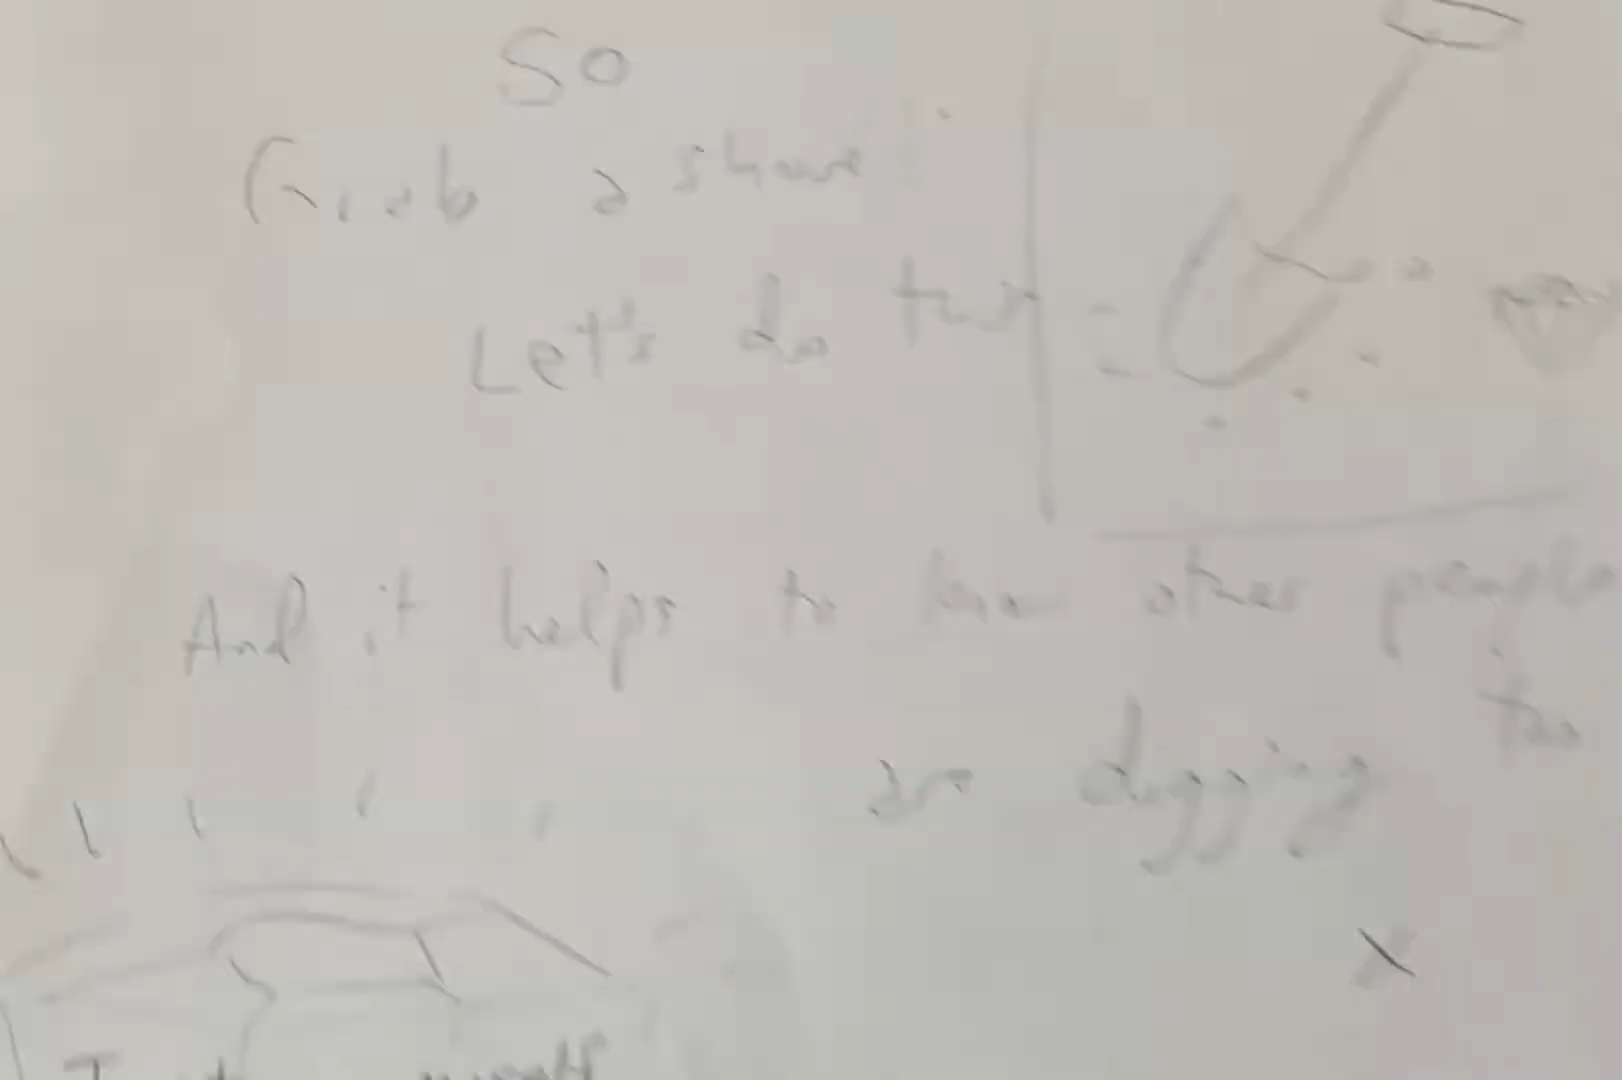 So
Grab a shovel
Let's do this
And it helps to know other people
are digging too
x